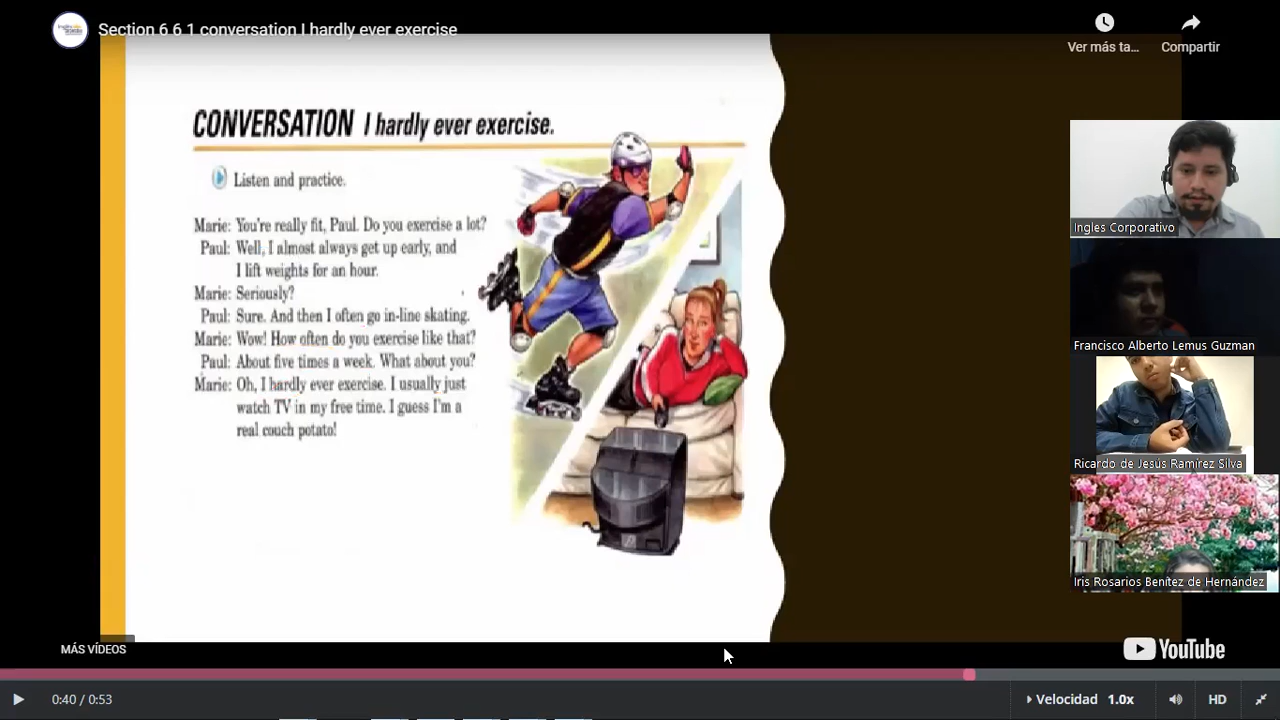 Section 6 6 1 conversation I hardly ever exercise
Ver más ta...
Compartir
CONVERSATION I hardly ever exercise.
Listen and practice.
Marie: You're really fit, Paul. Do you exercise a lot?
Paul: Well, I almost always get up early, and
I lift weights for an hour.
Marie: Seriously?
Paul: Sure. And then I often go in-line skating.
Marie: Wow! How often do you exercise like that?
Paul: About five times a week. What about you?
Marie: Oh, I hardly ever exercise. I usually just
watch TV in my free time. I guess I'm a
real couch potato!
Ingles Corporativo
Francisco Alberto Lemus Guzman
Ricardo de Jesus Ramírez Silva
Iris Rosarios Benítez de Hernández
MÁS VÍDEOS
YouTube
0:40 / 0:53
Velocidad 1.0x
HD